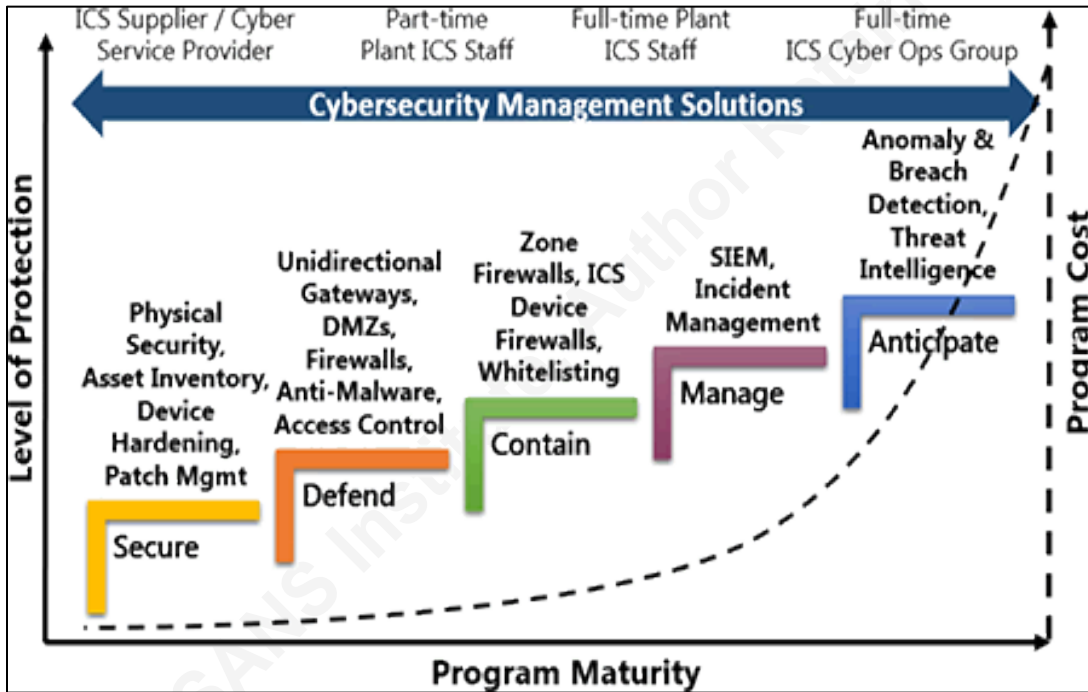 ICS Supplier / Cyber
Service Provider
Part-time
Plant ICS Staff
Full-time Plant
ICS Staff
Full-time
ICS Cyber Ops Group
Cybersecurity Management Solutions
Level of Protection
Physical
Security,
Asset Inventory,
Device
Hardening,
Patch Mgmt
Secure
Unidirectional
Gateways,
DMZs,
Firewalls,
Anti-Malware,
Access Control
Defend
Zone
Firewalls, ICS
Device
Firewalls,
Whitelisting
Contain
SIEM,
Incident
Management
Manage
Anomaly &
Breach
Detection,
Threat
Intelligence
Anticipate
Program Cost
Program Maturity
SANS Institute Author